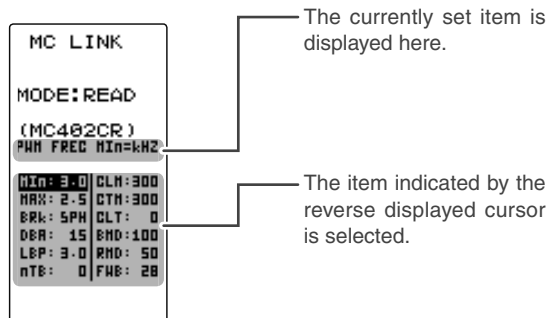 MC LINK
MODE:READ
(MC402CR)
PWM FREC MIn=kHZ
MIn: 3.0 CLM:300
MAX: 2.5 CTM:300
BRk: SPH CLT: 0
DBA: 15 BMD:100
LBP: 3.0 RMD: 50
nTB: 0 FWB: 28
The currently set item is
displayed here.
The item indicated by the
reverse displayed cursor
is selected.